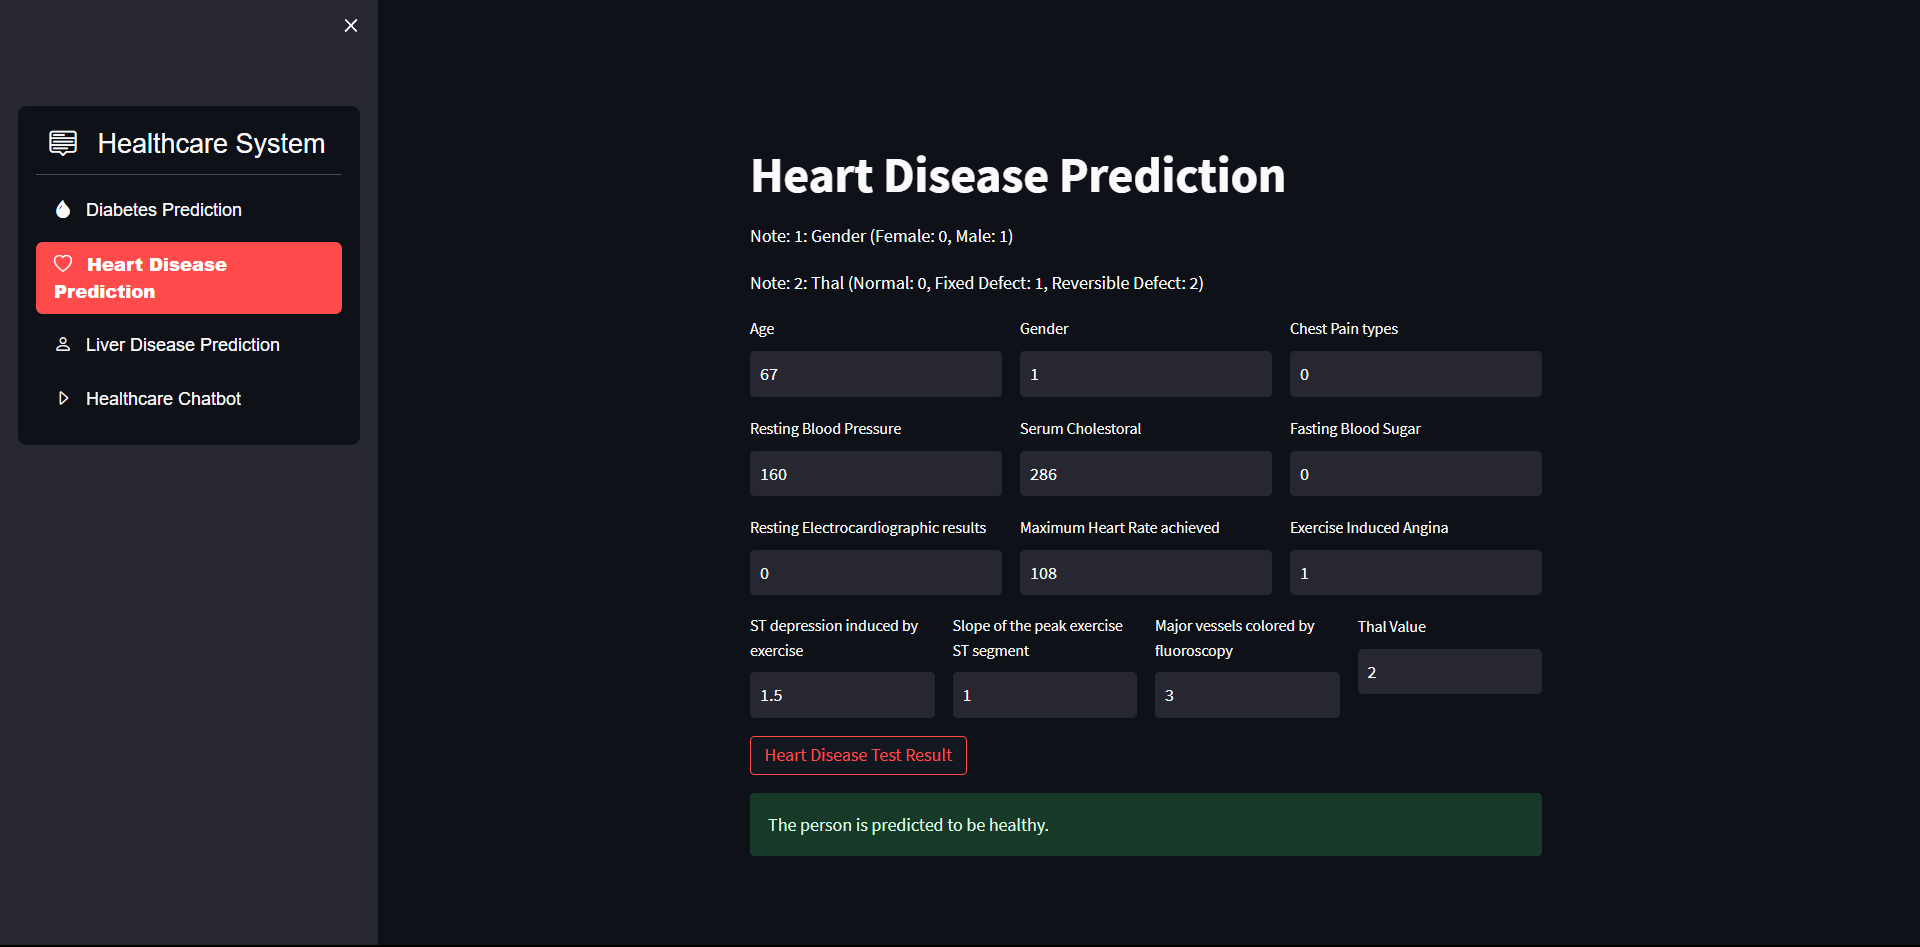 Healthcare System
Diabetes Prediction
Heart Disease
Prediction
Liver Disease Prediction
Healthcare Chatbot
Heart Disease Prediction
Note: 1: Gender (Female: 0, Male: 1)
Note: 2: Thal (Normal: 0, Fixed Defect: 1, Reversible Defect: 2)
Age
67
Gender
1
Chest Pain types
0
Resting Blood Pressure
160
Serum Cholestoral
286
Fasting Blood Sugar
0
Resting Electrocardiographic results
0
Maximum Heart Rate achieved
108
Exercise Induced Angina
1
ST depression induced by
exercise
1.5
Slope of the peak exercise
ST segment
1
Major vessels colored by
fluoroscopy
3
Thal Value
2
Heart Disease Test Result
The person is predicted to be healthy.